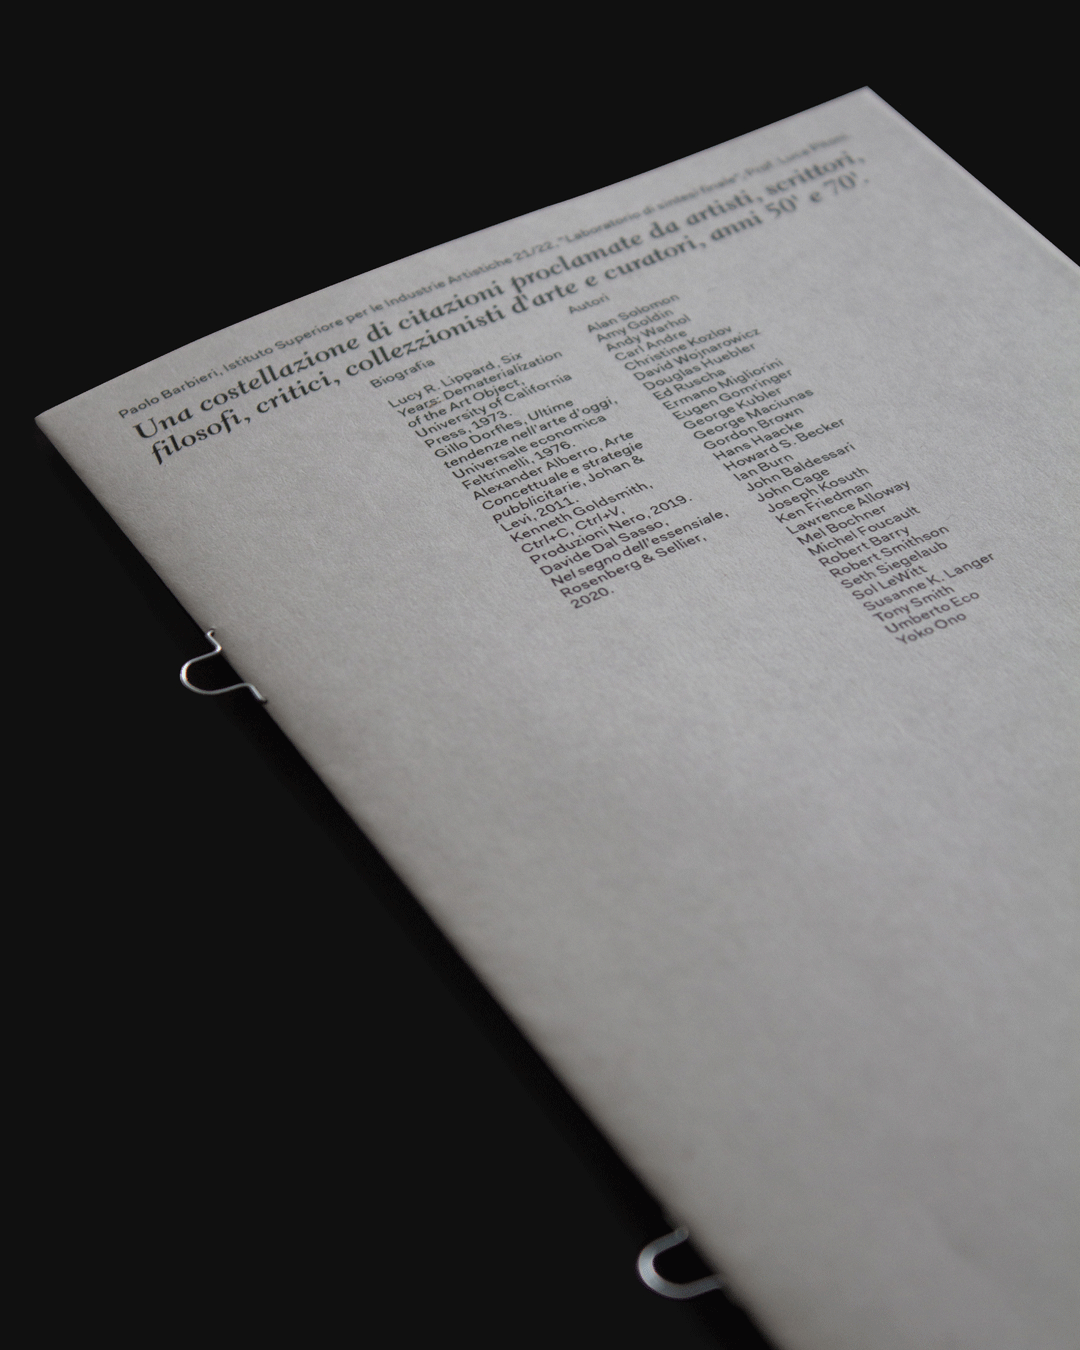 Paolo Barbieri, Istituto Superiore per le Industrie Artistiche 21/22. "Laboratorio di sintesi finale", Prof. Luca Pitoni.
Una costellazione di citazioni proclamate da artisti, scrittori,
filosofi, critici, collezzionisti d'arte e curatori, anni 50' e 70'.
Biografia
Lucy R. Lippard, Six
Years: Dematerialization
of the Art Object,
University of California
Press, 1973.
Gillo Dorfles, Ultime
tendenze nell'arte d'oggi,
Universale economica
Feltrinelli, 1976.
Alexander Alberro, Arte
Concettuale e strategie
pubblicitarie, Johan &
Levi, 2011.
Kenneth Goldsmith,
Ctrl+C, Ctrl+V,
Produzioni Nero, 2019.
Davide Dal Sasso,
Nel segno dell'essensiale,
Rosenberg & Sellier,
2020.
Autori
Alan Solomon
Amy Goldin
Andy Warhol
Carl Andre
Christine Kozlov
David Wojnarowicz
Douglas Huebler
Ed Ruscha
Ermano Migliorini
Eugen Gomringer
George Kubler
George Maciunas
Gordon Brown
Hans Haacke
Howard S. Becker
Ian Burn
John Baldessari
John Cage
Joseph Kosuth
Ken Friedman
Lawrence Alloway
Mel Bochner
Michel Foucault
Robert Barry
Robert Smithson
Seth Siegelaub
Sol LeWitt
Susanne K. Langer
Tony Smith
Umberto Eco
Yoko Ono